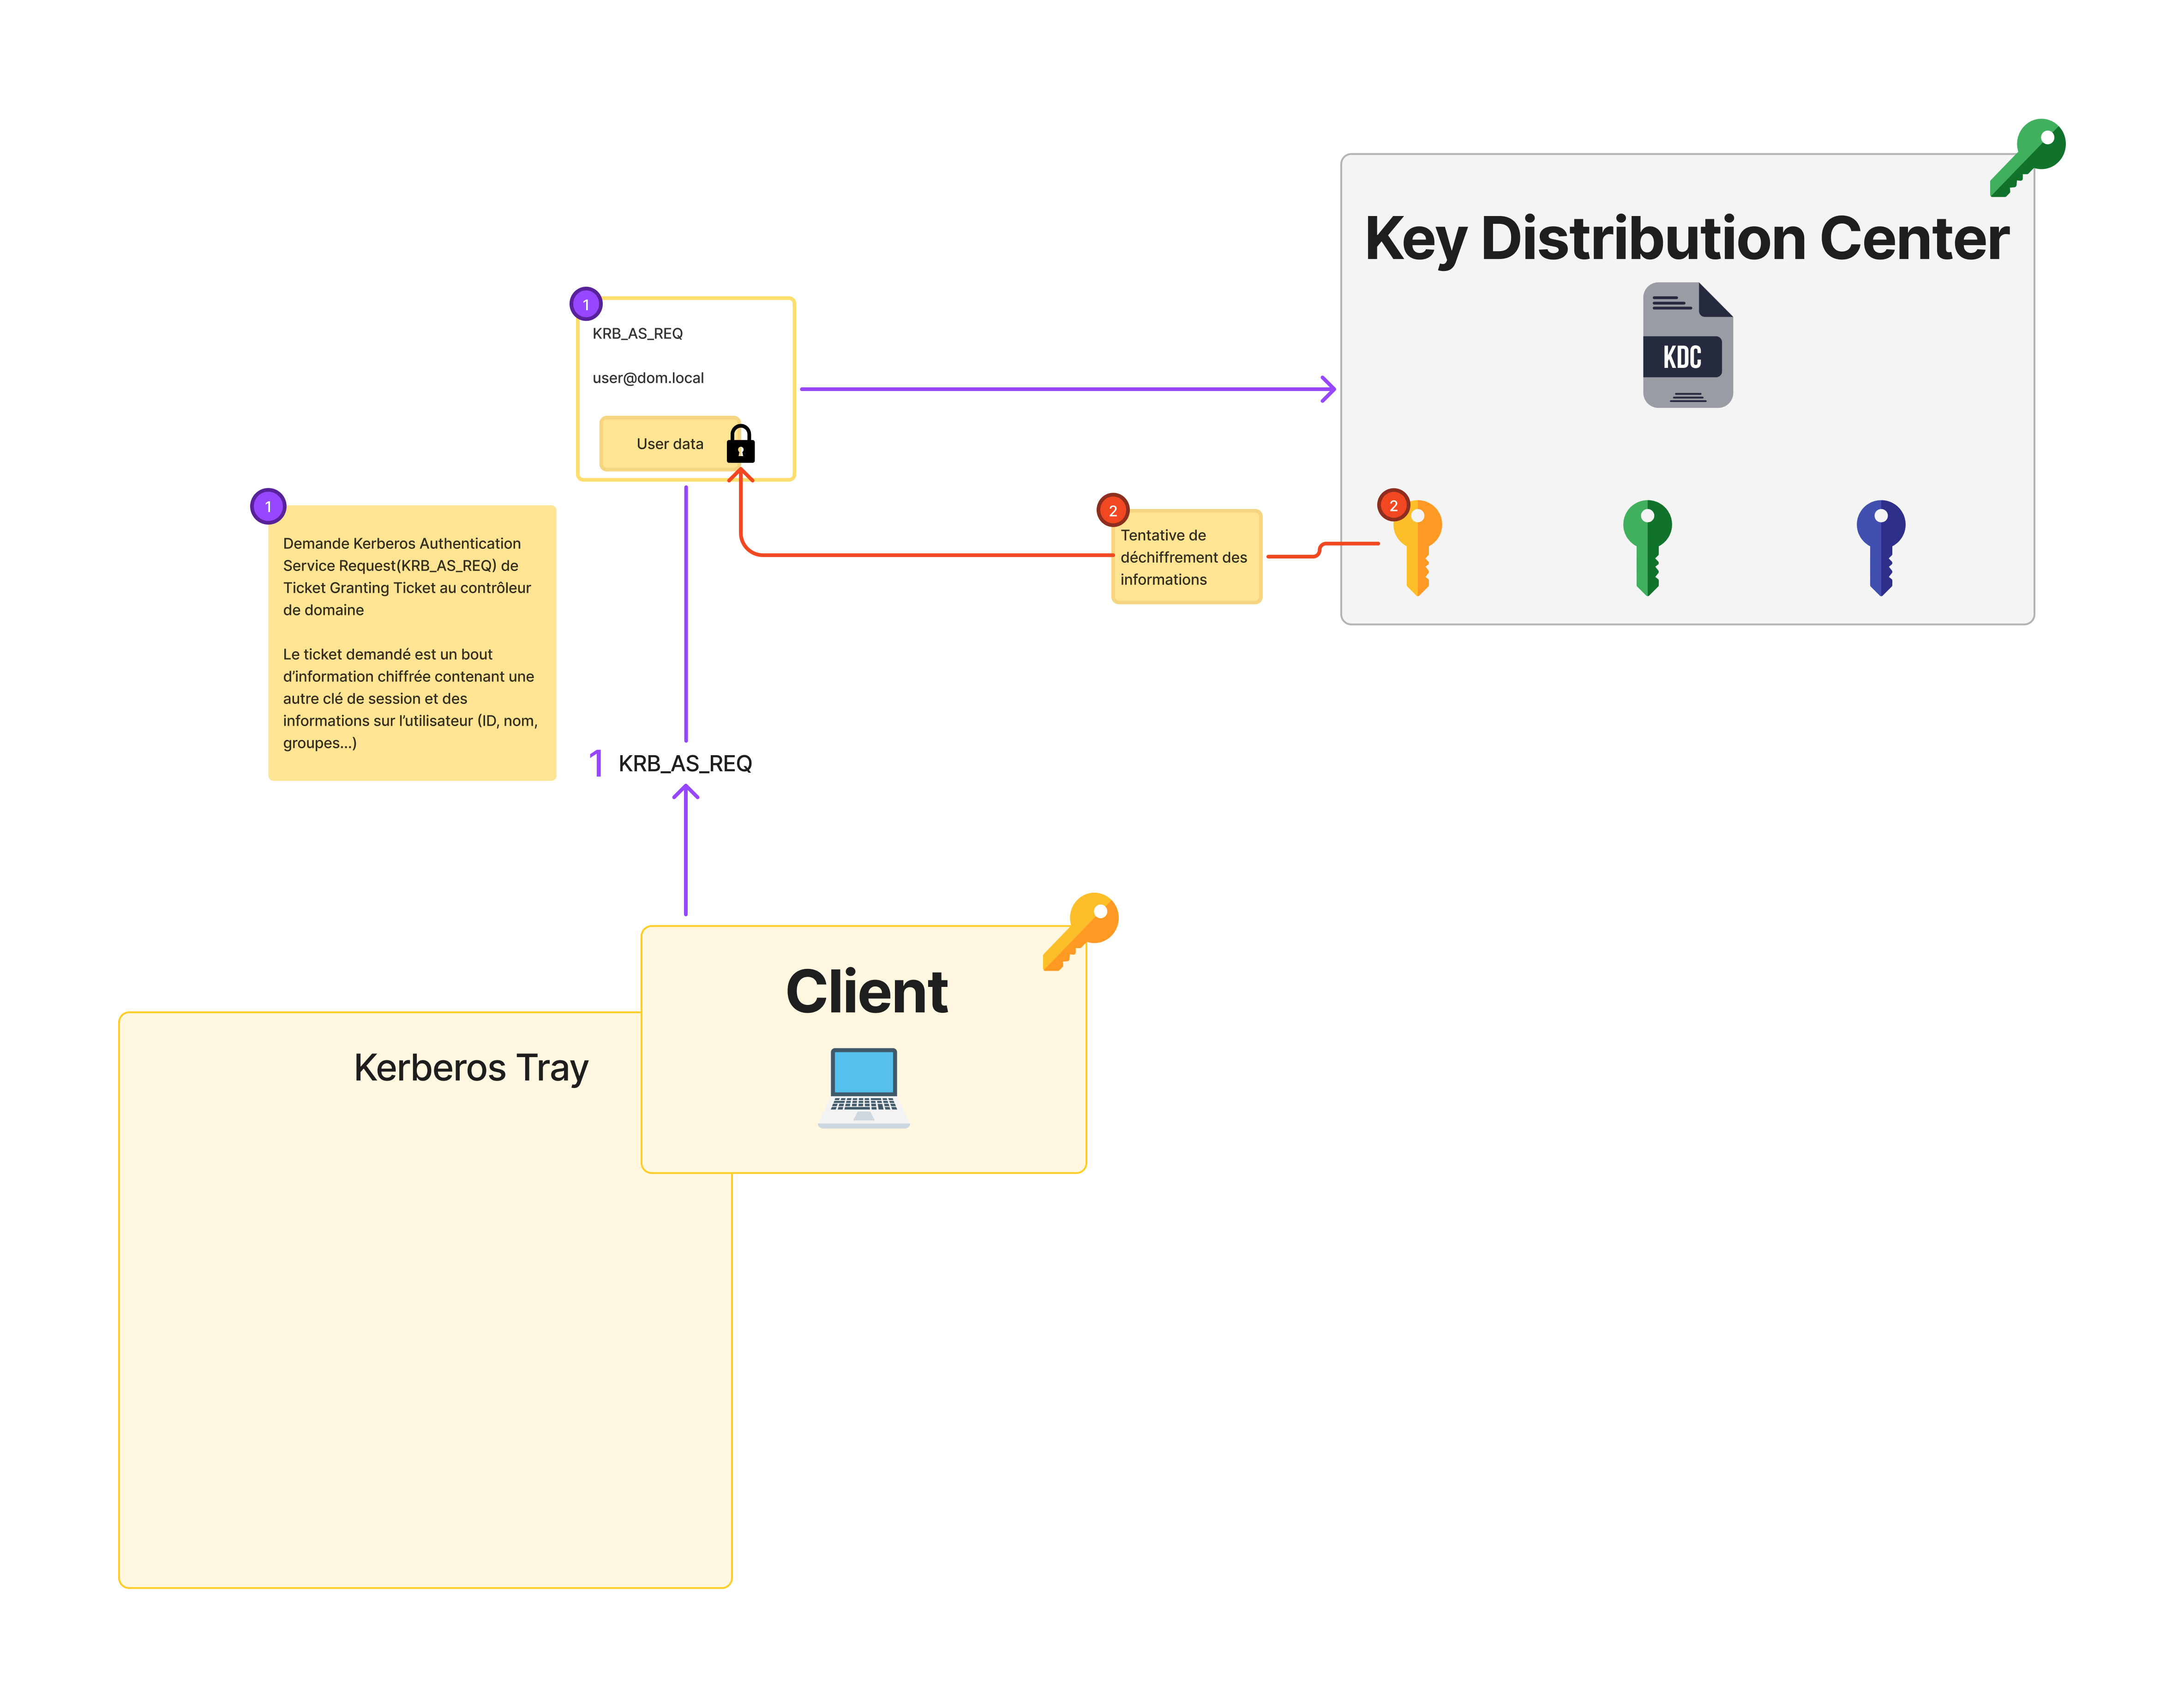 Key Distribution Center
KDC
1
KRB_AS_REQ
user@dom.local
User data
1
Demande Kerberos Authentication
Service Request(KRB_AS_REQ) de
Ticket Granting Ticket au contrôleur
de domaine
Le ticket demandé est un bout
d'information chiffrée contenant une
autre clé de session et des
informations sur l'utilisateur (ID, nom,
groupes...)
2
Tentative de
déchiffrement des
informations
2
1 KRB_AS_REQ
Client
Kerberos Tray